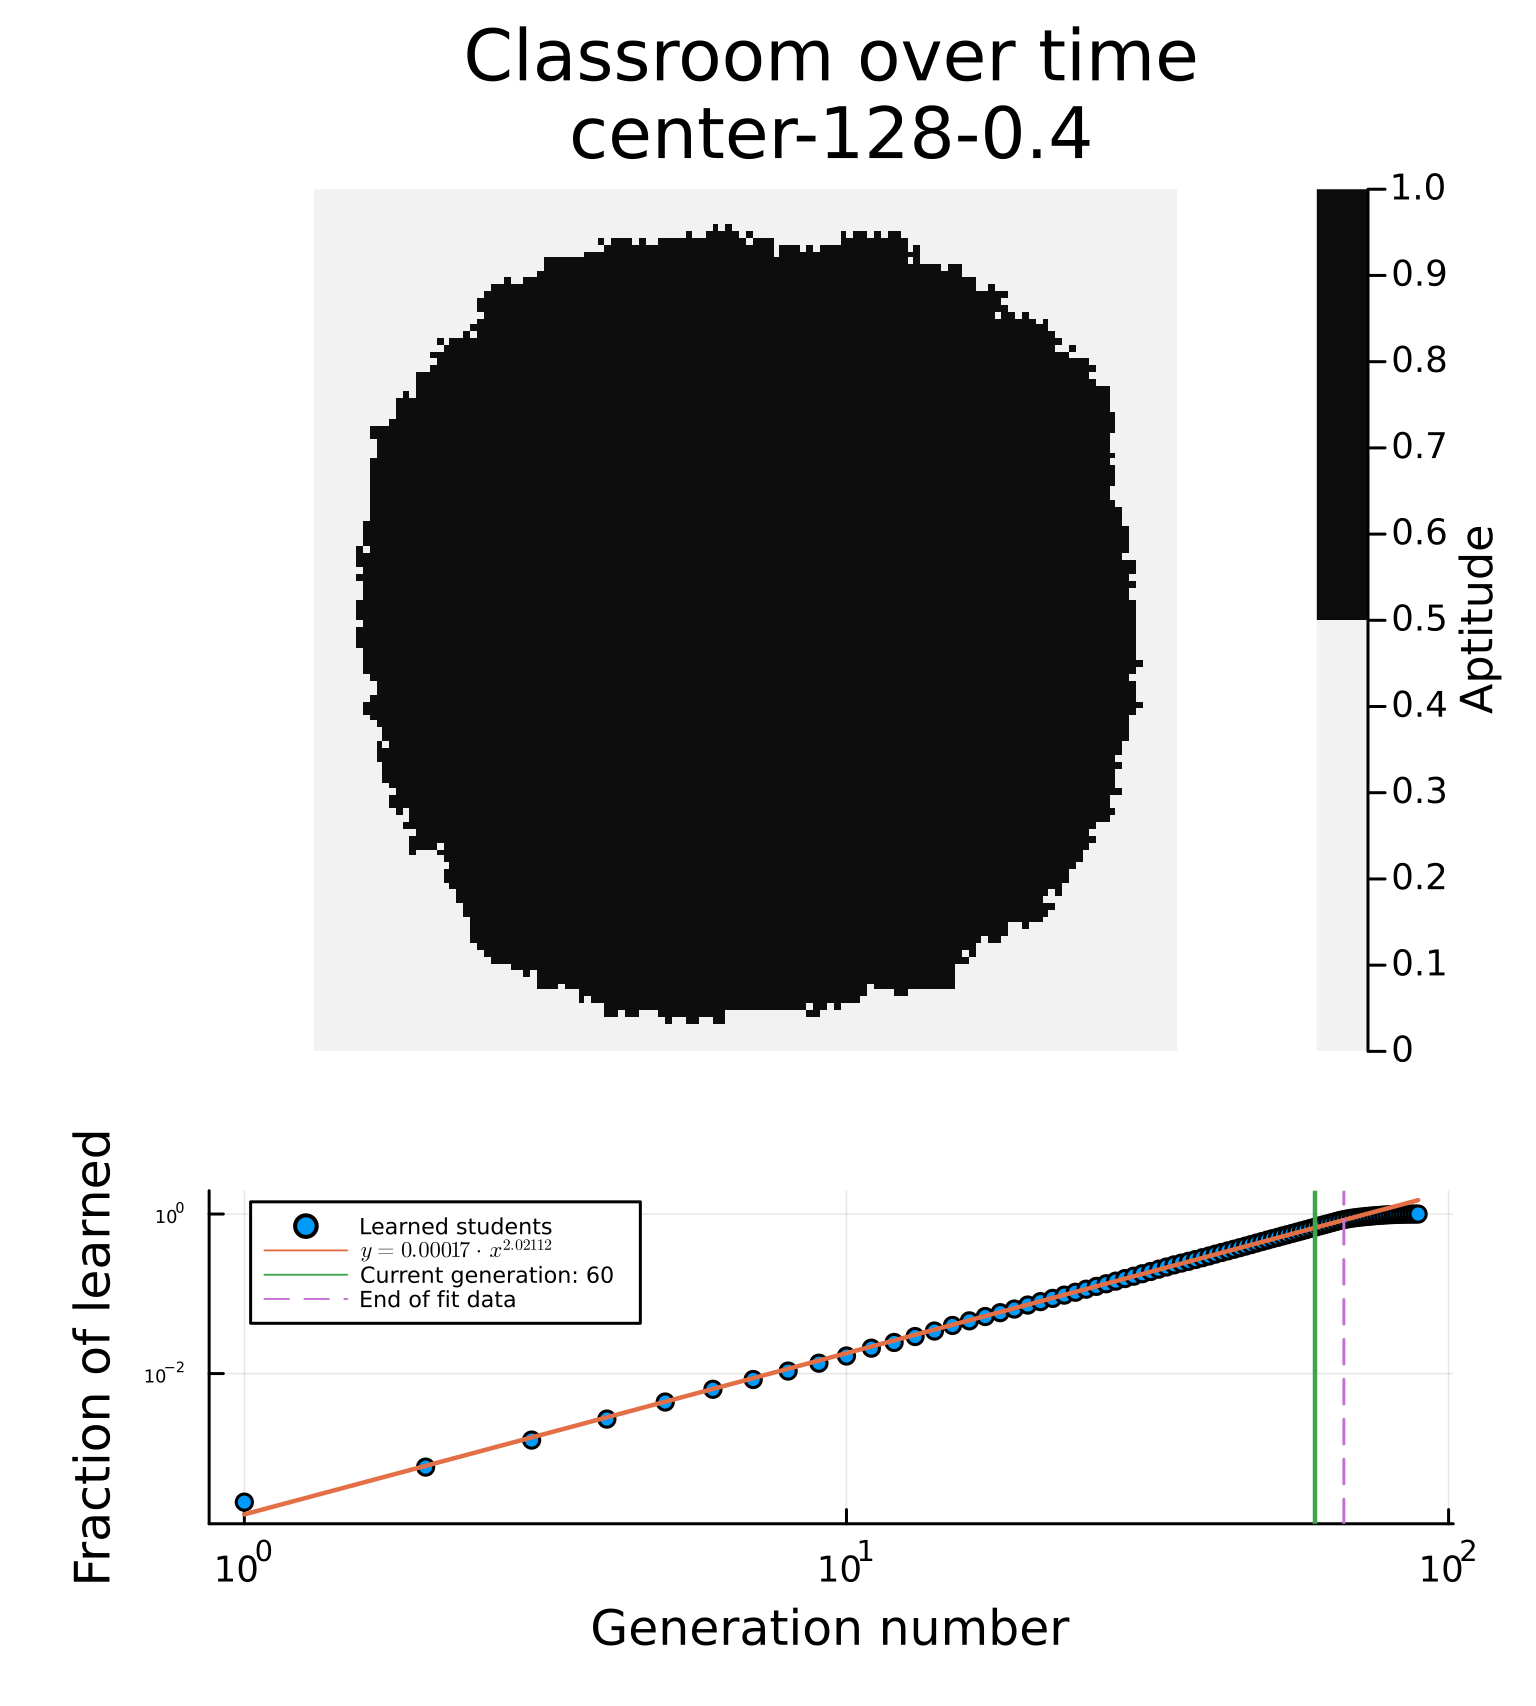 Classroom over time
center-128-0.4
1.0
0.9
0.8
0.7
0.6
0.5
0.4
0.3
0.2
0.1
0
Aptitude
Fraction of learned
10⁰
10⁻²
Learned students
y = 0.00017 · x^2.02112
Current generation: 60
End of fit data
10⁰
10¹
10²
Generation number